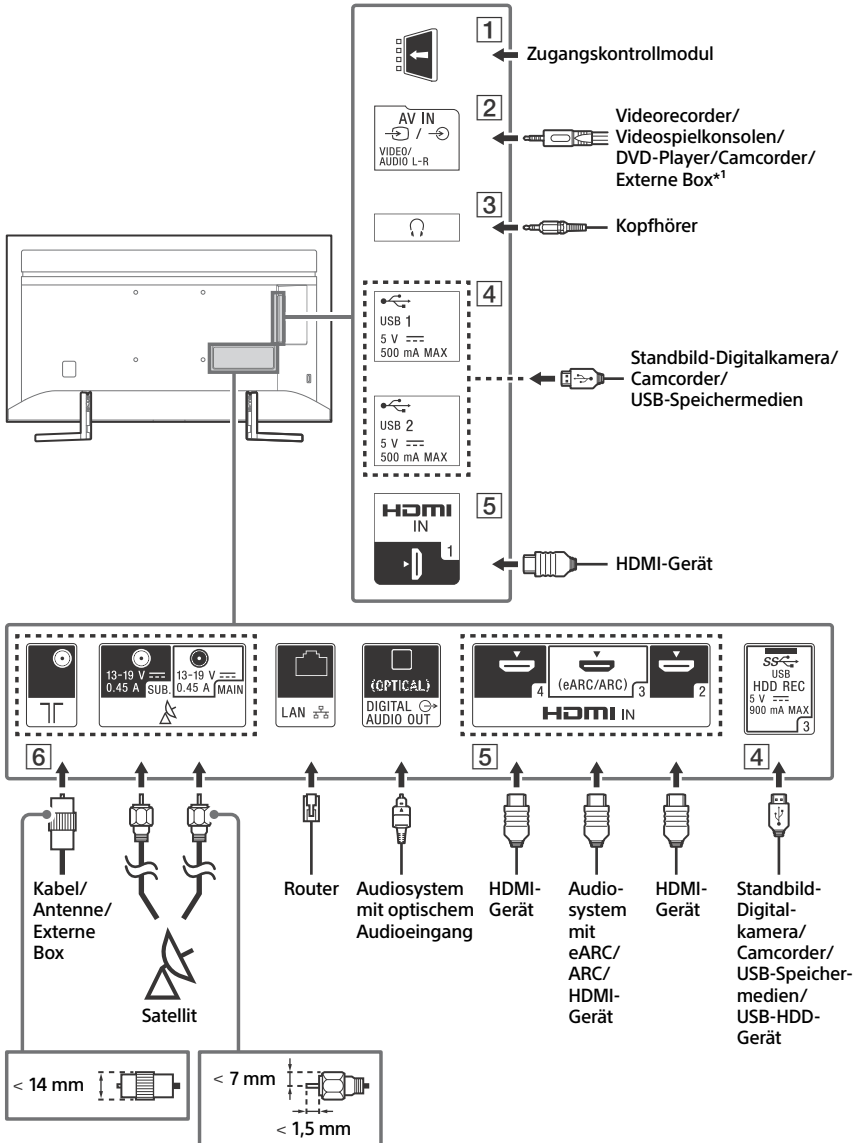 1
Zugangskontrollmodul
2
AV IN
/
VIDEO/
AUDIO L-R
Videorecorder/
Videospielkonsolen/
DVD-Player/Camcorder/
Externe Box*1
3
Kopfhörer
4
USB 1
5 V
500 mA MAX
USB 2
5 V
500 mA MAX
Standbild-Digitalkamera/
Camcorder/
USB-Speichermedien
5
HDMI
IN
1
HDMI-Gerät
13-19 V
0.45 A SUB.
13-19 V
0.45 A MAIN
LAN
(OPTICAL)
DIGITAL
AUDIO OUT
4
(eARC/ARC) 3
2
HDMI IN
SS
USB
HDD REC
5 V
900 mA MAX
3
6
5
4
Kabel/
Antenne/
Externe
Box
Satellit
Router
Audiosystem
mit optischem
Audioeingang
HDMI-
Gerät
Audio-
system
mit
eARC/
ARC/
HDMI-
Gerät
HDMI-
Gerät
Standbild-
Digital-
kamera/
Camcorder/
USB-Speicher-
medien/
USB-HDD-
Gerät
< 14 mm
< 7 mm
< 1,5 mm